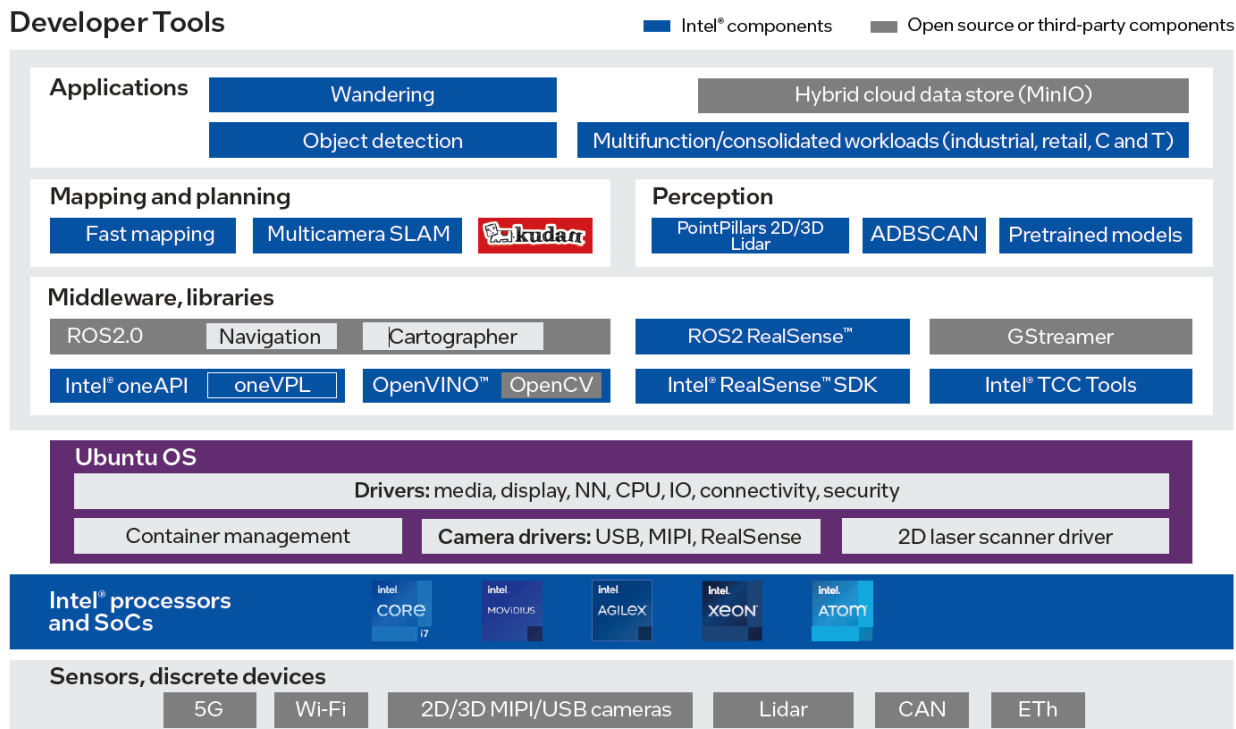 Developer Tools
Intel® components
Open source or third-party components
Applications
Wandering
Hybrid cloud data store (MinIO)
Object detection
Multifunction/consolidated workloads (industrial, retail, C and T)
Mapping and planning
Fast mapping
Multicamera SLAM
kudan
Perception
PointPillars 2D/3D
Lidar
ADBSCAN
Pretrained models
Middleware, libraries
ROS2.0
Navigation
Cartographer
ROS2 RealSense™
GStreamer
Intel® oneAPI
oneVPL
OpenVINO™
OpenCV
Intel® RealSense™ SDK
Intel® TCC Tools
Ubuntu OS
Drivers: media, display, NN, CPU, IO, connectivity, security
Container management
Camera drivers: USB, MIPI, RealSense
2D laser scanner driver
Intel® processors
and SoCs
intel.
CORE
i7
intel.
MOVIDIUS
intel.
AGILEX
intel.
XEON
intel.
ATOM
Sensors, discrete devices
5G
Wi-Fi
2D/3D MIPI/USB cameras
Lidar
CAN
ETh